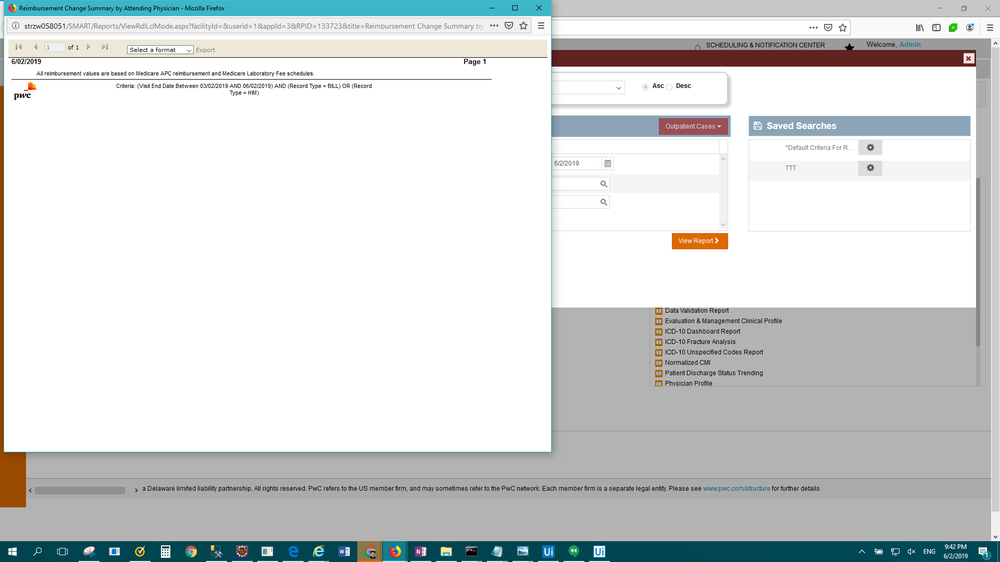 Reimbursement Change Summary by Attending Physician - Mozilla Firefox
strzw058051/SMART/Reports/ViewRdlLclMode.aspx?facilityId=&userid=1&appId=3&RPID=133723&title=Reimbursement Change Summary by
1 of 1 Select a format Export
6/02/2019 Page 1
All reimbursement values are based on Medicare APC reimbursement and Medicare Laboratory Fee schedules.
pwc
Criteria: (Visit End Date Between 03/02/2019 AND 06/02/2019) AND (Record Type = BILL) OR (Record
Type = HIM)
SCHEDULING & NOTIFICATION CENTER Welcome, Admin
Asc Desc
Outpatient Cases
6/2/2019
View Report
Saved Searches
*Default Criteria For R...
TTT
Data Validation Report
Evaluation & Management Clinical Profile
ICD-10 Dashboard Report
ICD-10 Fracture Analysis
ICD-10 Unspecified Codes Report
Normalized CMI
Patient Discharge Status Trending
Physician Profile
a Delaware limited liability partnership. All rights reserved. PwC refers to the US member firm, and may sometimes refer to the PwC network. Each member firm is a separate legal entity. Please see www.pwc.com/structure for further details.
ENG
9:42 PM
6/2/2019
1